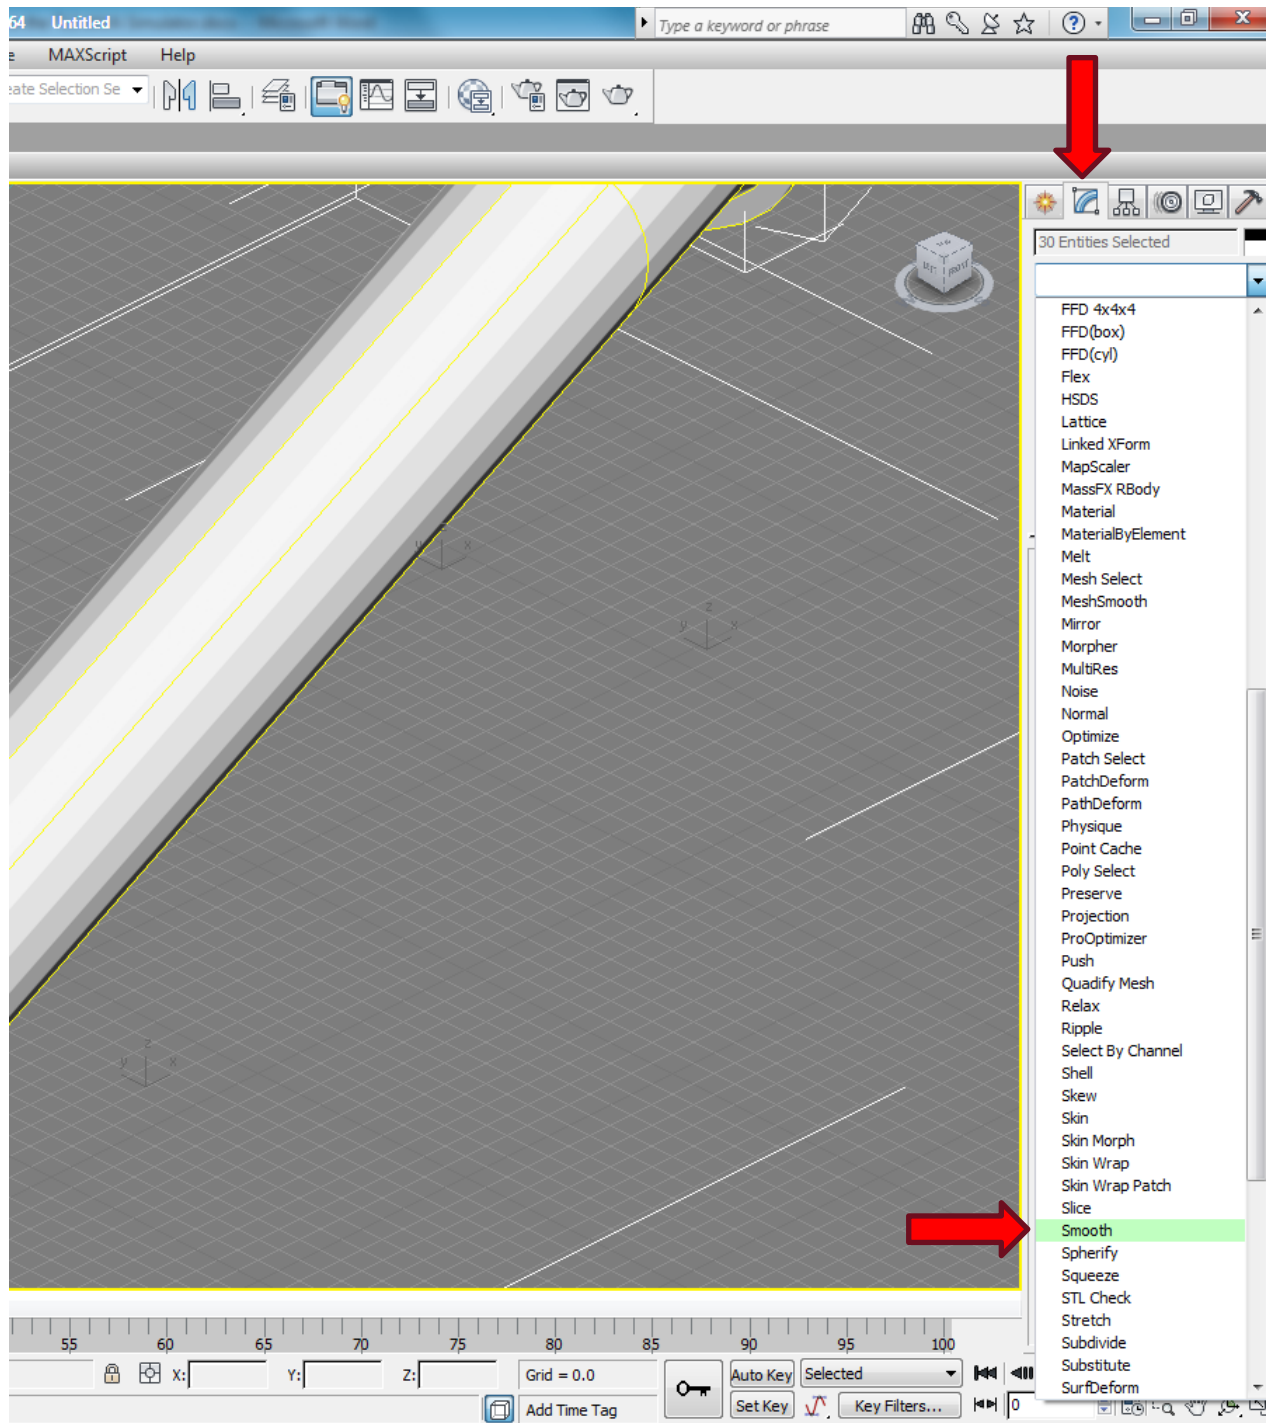 64 Untitled
Type a keyword or phrase
MAXScript Help
eate Selection Se
30 Entities Selected
FFD 4x4x4
FFD(box)
FFD(cyl)
Flex
HSDS
Lattice
Linked XForm
MapScaler
MassFX RBody
Material
MaterialByElement
Melt
Mesh Select
MeshSmooth
Mirror
Morpher
MultiRes
Noise
Normal
Optimize
Patch Select
PatchDeform
PathDeform
Physique
Point Cache
Poly Select
Preserve
Projection
ProOptimizer
Push
Quadify Mesh
Relax
Ripple
Select By Channel
Shell
Skew
Skin
Skin Morph
Skin Wrap
Skin Wrap Patch
Slice
Smooth
Spherify
Squeeze
STL Check
Stretch
Subdivide
Substitute
SurfDeform
z
y x
z
y x
55 60 65 70 75 80 85 90 95 100
X: Y: Z: Grid = 0.0 Auto Key Selected
Add Time Tag Set Key Key Filters... 0